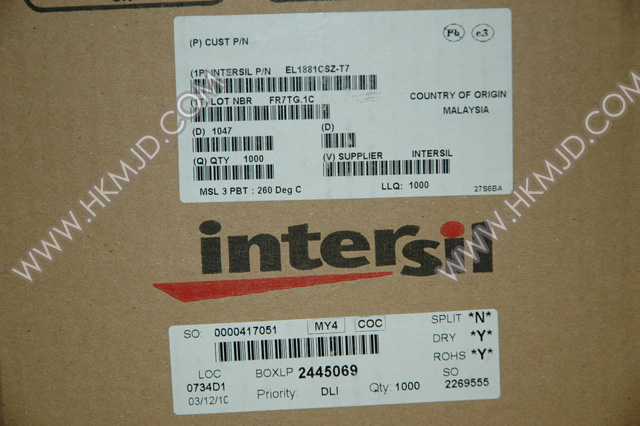 (P) CUST P/N
Pb e3
(1P) INTERSIL P/N EL1881CSZ-T7
LOT NBR FR7TG.1C
COUNTRY OF ORIGIN
MALAYSIA
(D) 1047 (D)
(Q) QTY 1000 (V) SUPPLIER INTERSIL
MSL 3 PBT : 260 Deg C LLQ: 1000 27S6BA
intersil
SO: 0000417051 MY4 COC
SPLIT *N*
DRY *Y*
ROHS *Y*
LOC BOXLP 2445069 SO
0734D1 Priority: DLI Qty: 1000 2269555
03/12/10
WWW.HKMJD.COM
WWW.HKMJD.COM